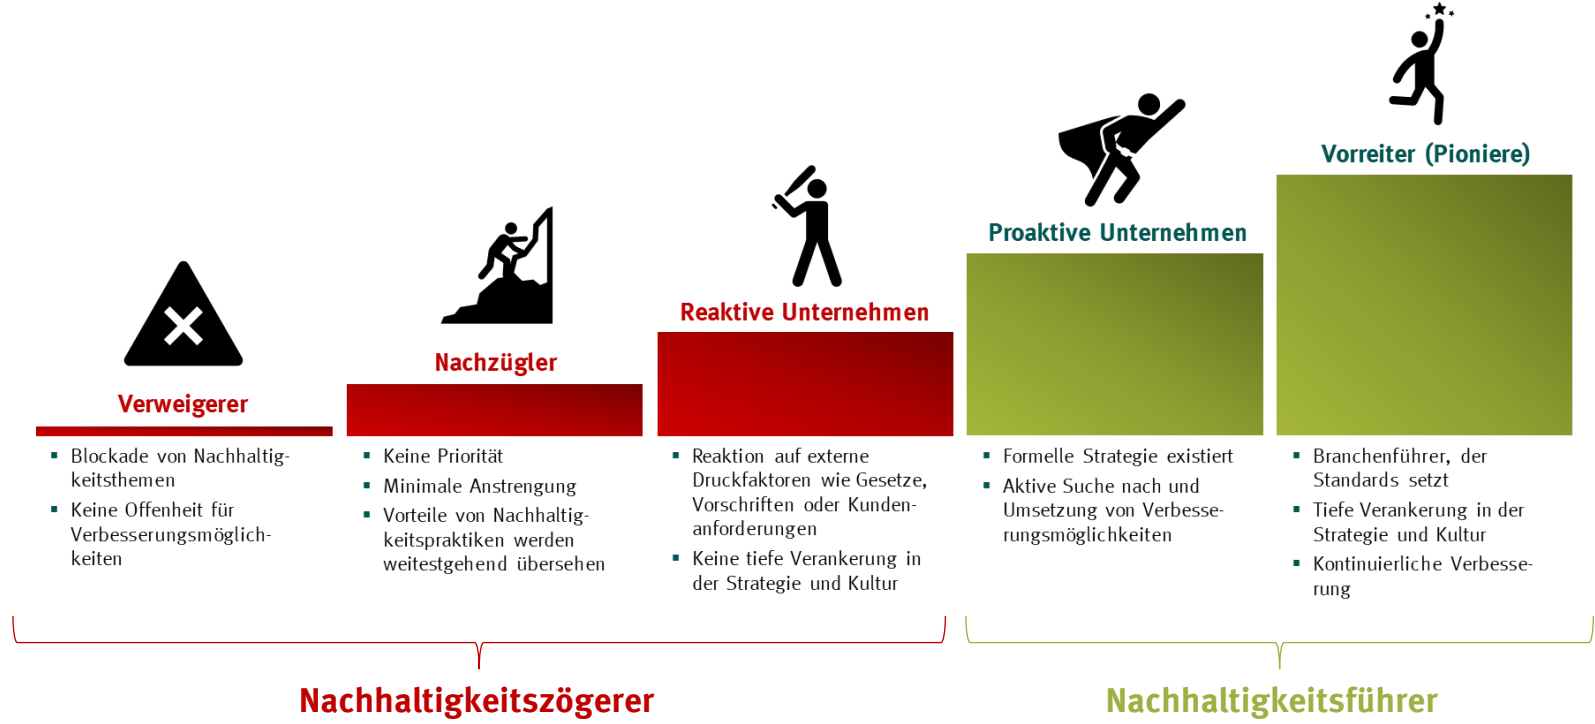 Verweigerer
▪ Blockade von Nachhaltig-
keitsthemen
▪ Keine Offenheit für
Verbesserungsmöglich-
keiten
Nachzügler
▪ Keine Priorität
▪ Minimale Anstrengung
▪ Vorteile von Nachhaltig-
keitspraktiken werden
weitestgehend übersehen
Reaktive Unternehmen
▪ Reaktion auf externe
Druckfaktoren wie Gesetze,
Vorschriften oder Kunden-
anforderungen
▪ Keine tiefe Verankerung in
der Strategie und Kultur
Proaktive Unternehmen
▪ Formelle Strategie existiert
▪ Aktive Suche nach und
Umsetzung von Verbesse-
rungsmöglichkeiten
Vorreiter (Pioniere)
▪ Branchenführer, der
Standards setzt
▪ Tiefe Verankerung in der
Strategie und Kultur
▪ Kontinuierliche Verbesse-
rung
Nachhaltigkeitszögerer
Nachhaltigkeitsführer